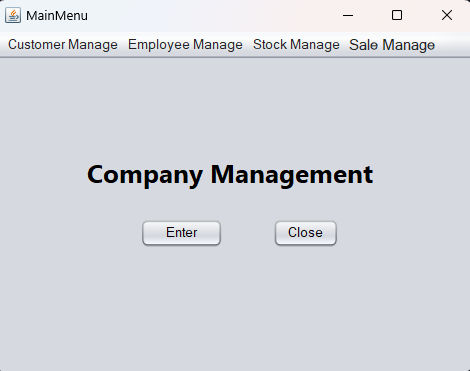 MainMenu
Customer Manage Employee Manage Stock Manage Sale Manage
Company Management
Enter Close